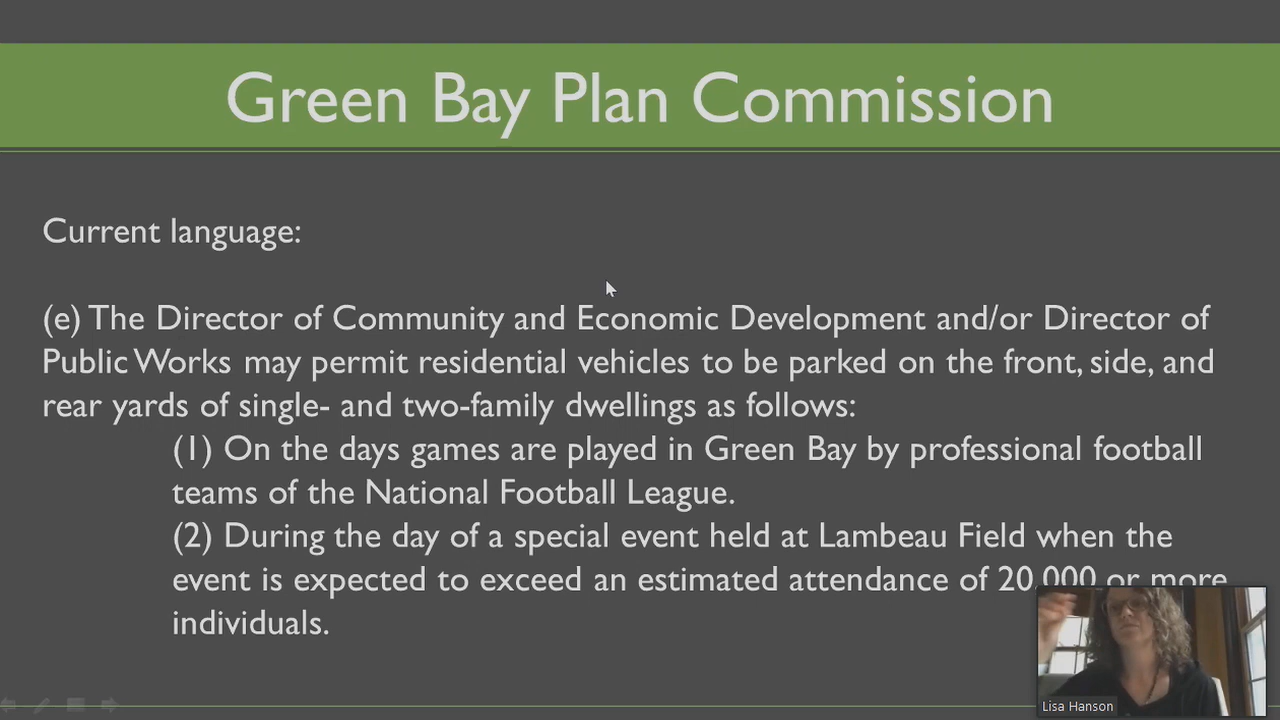 Green Bay Plan Commission
Current language:
(e) The Director of Community and Economic Development and/or Director of
Public Works may permit residential vehicles to be parked on the front, side, and
rear yards of single- and two-family dwellings as follows:
(1) On the days games are played in Green Bay by professional football
teams of the National Football League.
(2) During the day of a special event held at Lambeau Field when the
event is expected to exceed an estimated attendance of 20,000 or more
individuals.
Lisa Hanson